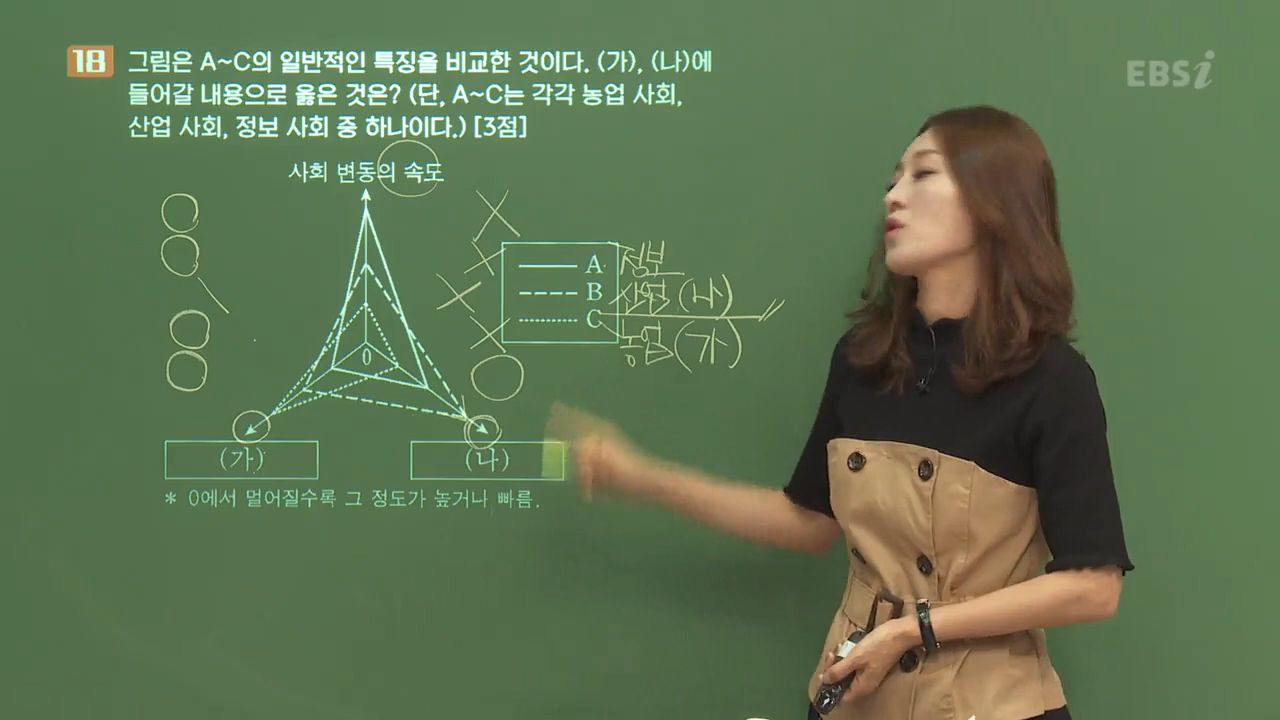 18 그림은 A~C의 일반적인 특징을 비교한 것이다. (가), (나)에
들어갈 내용으로 옳은 것은? (단, A~C는 각각 농업 사회,
산업 사회, 정보 사회 중 하나이다.) [3점]
EBSi
사회 변동의 속도
A 정보
B 산업 (나)
C 농업 (가)
0
(가)
(나)
* 0에서 멀어질수록 그 정도가 높거나 빠름.